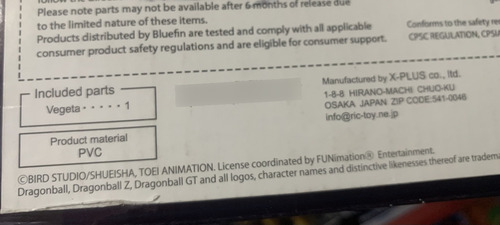 Please note parts may not be available after 6 months of release due
to the limited nature of these items.
Products distributed by Bluefin are tested and comply with all applicable
consumer product safety regulations and are eligible for consumer support.
Conforms to the safety
CPSC REGULATION,
Included parts
Vegeta・・・・・1
Product material
PVC
Manufactured by X-PLUS co., ltd.
1-8-8 HIRANO-MACHI CHUO-KU
OSAKA JAPAN ZIP CODE:541-0046
info@ric-toy.ne.jp
©BIRD STUDIO/SHUEISHA, TOEI ANIMATION. License coordinated by FUNimation® Entertainment.
Dragonball, Dragonball Z, Dragonball GT and all logos, character names and distinctive likenesses thereof are